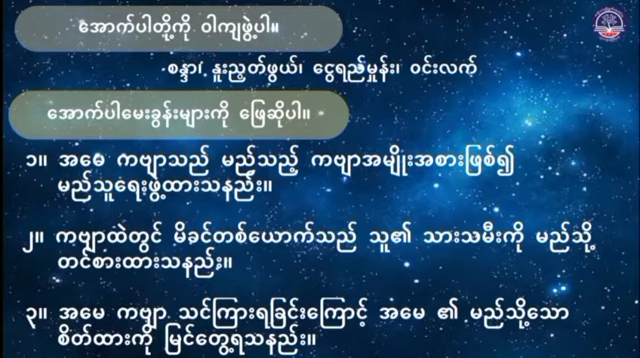 အောက်ပါတို့ကို ဝါကျဖွဲ့ပါ။
စန္ဒာ၊ နူးညံ့တ်ဖွယ်၊ ငွေရည်မှုန်း၊ ဝင်းလက်
အောက်ပါမေးခွန်းများကို ဖြေဆိုပါ။
၁။ အမေ ကဗျာသည် မည်သည့် ကဗျာအမျိုးအစားဖြစ်၍
မည်သူရေးဖွဲ့ထားသနည်း။
၂။ ကဗျာထဲတွင် မိခင်တစ်ယောက်သည် သူ၏ သားသမီးကို မည်သို့
တင်စားထားသနည်း။
၃။ အမေ ကဗျာ သင်ကြားရခြင်းကြောင့် အမေ ၏ မည်သို့သော
စိတ်ထားကို မြင်တွေ့ရသနည်း။